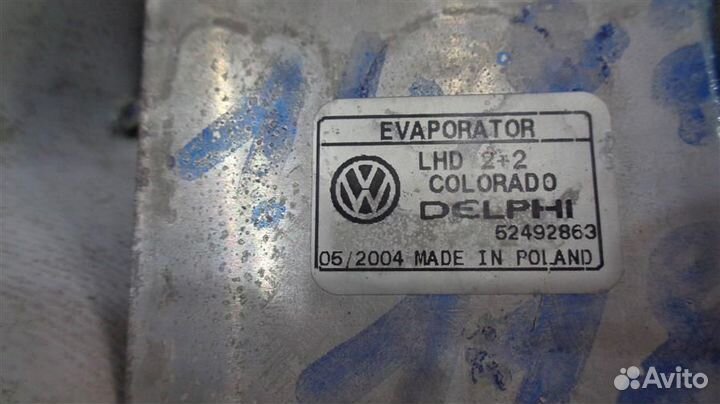 EVAPORATOR
LHD 2+2
COLORADO
DELPHI
52492863
05/2004 MADE IN POLAND
Avito